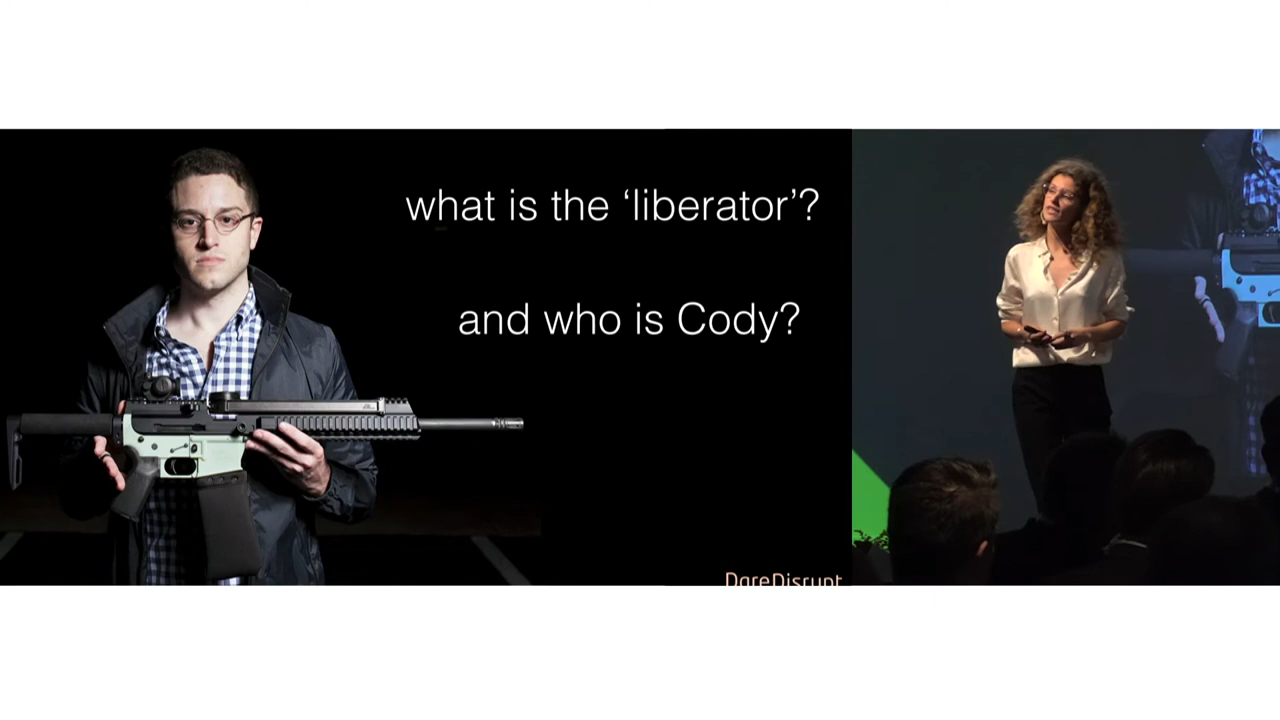 what is the ‘liberator’?
and who is Cody?
DareDisrupt